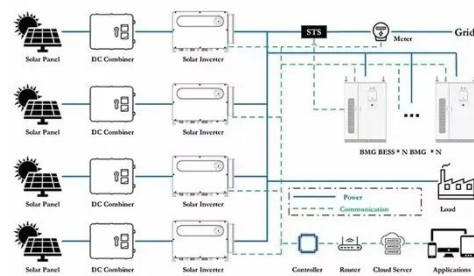 STS
Meter
Grid
Solar Panel DC Combiner Solar Inverter
Solar Panel DC Combiner Solar Inverter
BMG BESS * N BMG * N
Solar Panel DC Combiner Solar Inverter
Power
Communication
Load
Solar Panel DC Combiner Solar Inverter
Controller Router Cloud Server Application